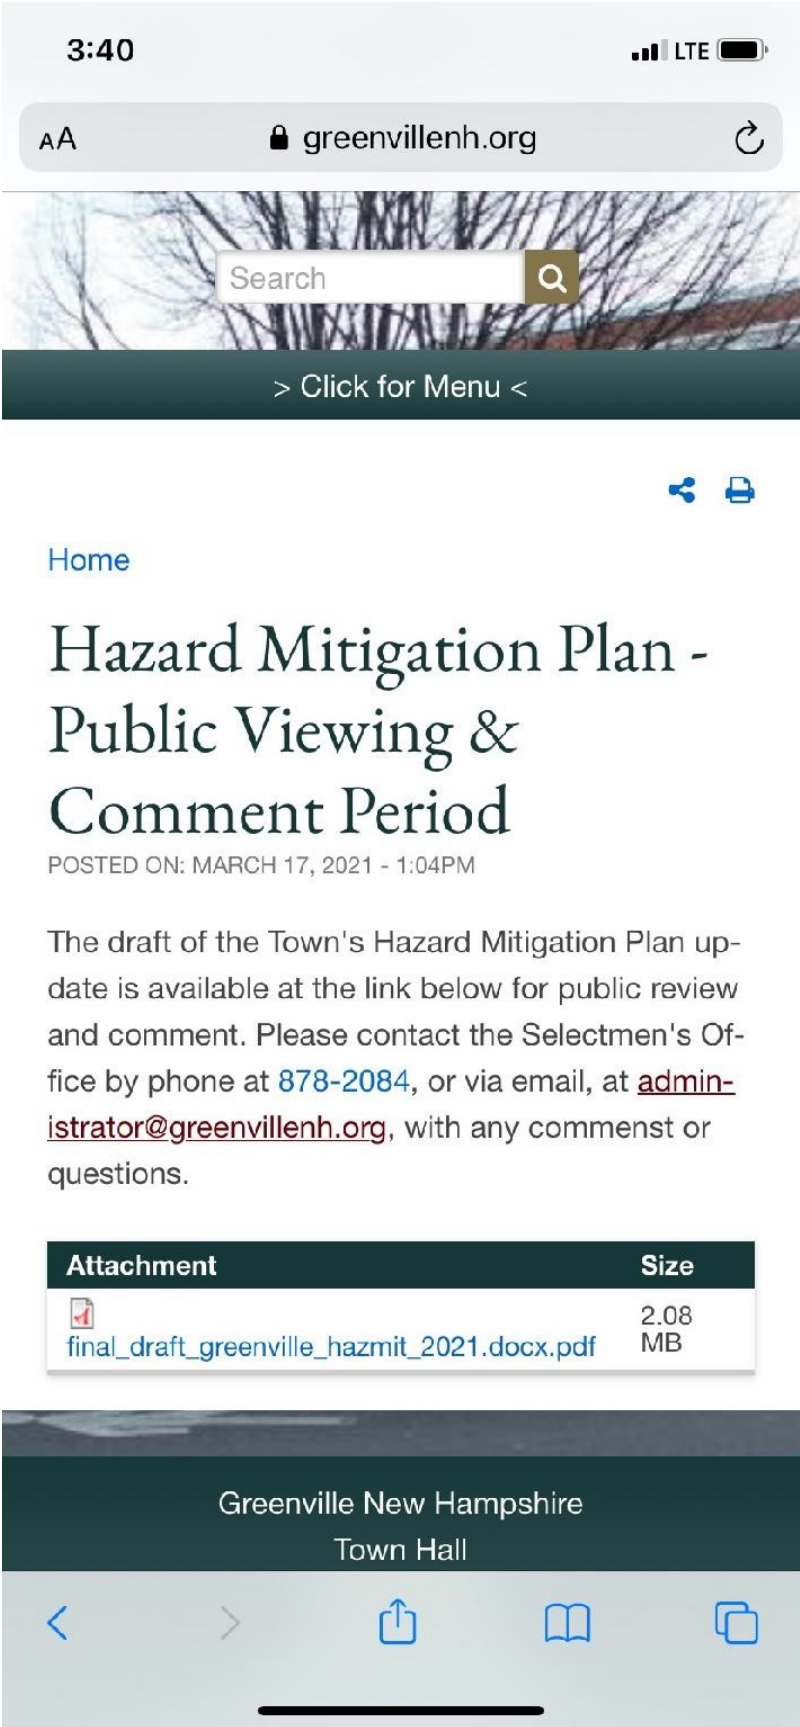 3:40
LTE
AA
greenvillenh.org
Search
> Click for Menu <
Home
Hazard Mitigation Plan -
Public Viewing &
Comment Period
POSTED ON: MARCH 17, 2021 - 1:04PM
The draft of the Town's Hazard Mitigation Plan up-
date is available at the link below for public review
and comment. Please contact the Selectmen's Of-
fice by phone at 878-2084, or via email, at admin-
istrator@greenvillenh.org, with any commenst or
questions.
Attachment Size
final_draft_greenville_hazmit_2021.docx.pdf 2.08
MB
Greenville New Hampshire
Town Hall